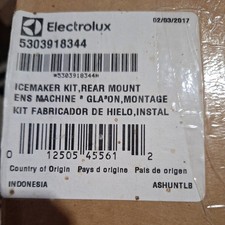 Electrolux
02/03/2017
5303918344
*5303918344*
ICEMAKER KIT,REAR MOUNT
ENS MACHINE * GLA*ON,MONTAGE
KIT FABRICADOR DE HIELO,INSTAL
0 12505 45561 2
Country of Origin Pays d origine Pais de origen
INDONESIA ASHUNTLB